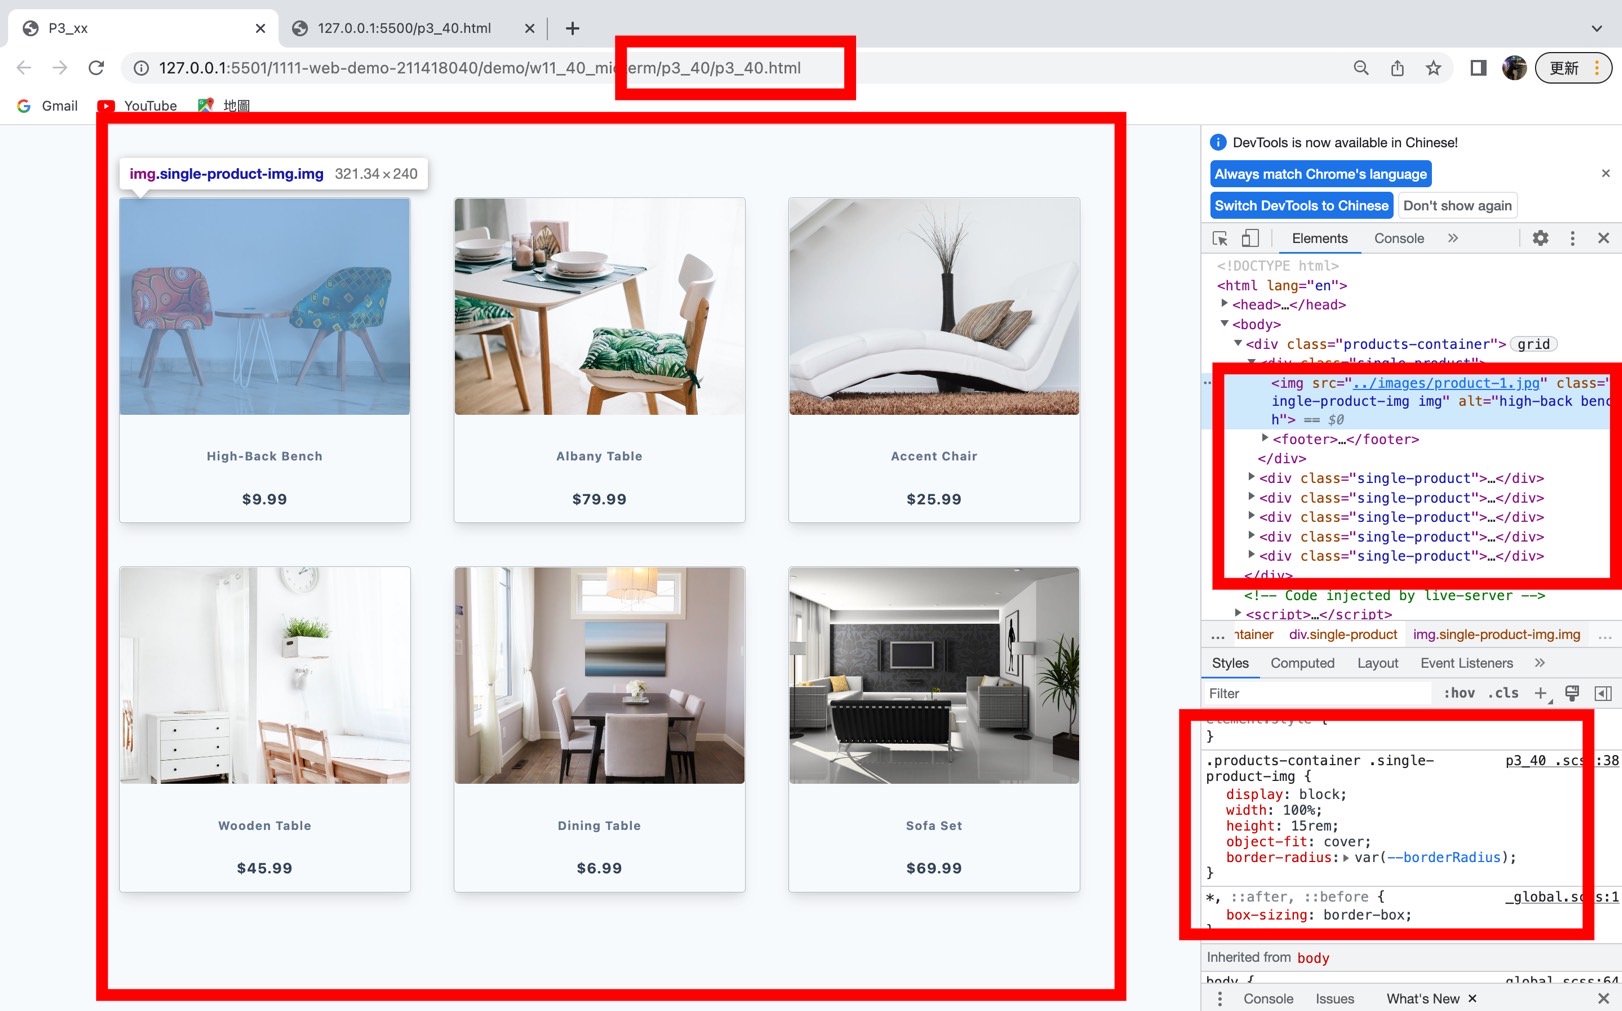 P3_xx
127.0.0.1:5500/p3_40.html
127.0.0.1:5501/1111-web-demo-211418040/demo/w11_40_midterm/p3_40/p3_40.html
更新
Gmail
YouTube
地圖
img.single-product-img.img 321.34 × 240
High-Back Bench
$9.99
Albany Table
$79.99
Accent Chair
$25.99
Wooden Table
$45.99
Dining Table
$6.99
Sofa Set
$69.99
DevTools is now available in Chinese!
Always match Chrome's language
Switch DevTools to Chinese
Don't show again
Elements
Console
<!DOCTYPE html>
<html lang="en">
<head>…</head>
<body>
<div class="products-container"> grid
<div class="single-product">
<img src="../images/product-1.jpg" class="
ingle-product-img img" alt="high-back benc
h"> == $0
<footer>…</footer>
</div>
<div class="single-product">…</div>
<div class="single-product">…</div>
<div class="single-product">…</div>
<div class="single-product">…</div>
<div class="single-product">…</div>
</div>
<!-- Code injected by live-server -->
<script>…</script>
… ntainer div.single-product img.single-product-img.img …
Styles Computed Layout Event Listeners
Filter
:hov .cls
element.style {
}
.products-container .single-
product-img {
p3_40 .scss:38
display: block;
width: 100%;
height: 15rem;
object-fit: cover;
border-radius: var(--borderRadius);
}
*, ::after, ::before {
_global.scss:1
box-sizing: border-box;
}
Inherited from body
body {
global.scss:64
Console Issues What's New